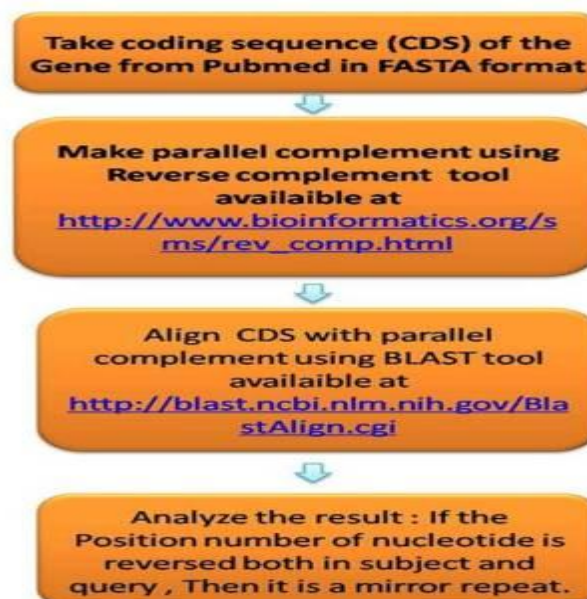 Take coding sequence (CDS) of the
Gene from Pubmed in FASTA format
Make parallel complement using
Reverse complement tool
availaible at
http://www.bioinformatics.org/s
ms/rev_comp.html
Align CDS with parallel
complement using BLAST tool
availaible at
http://blast.ncbi.nlm.nih.gov/Bla
stAlign.cgi
Analyze the result : If the
Position number of nucleotide is
reversed both in subject and
query , Then it is a mirror repeat.